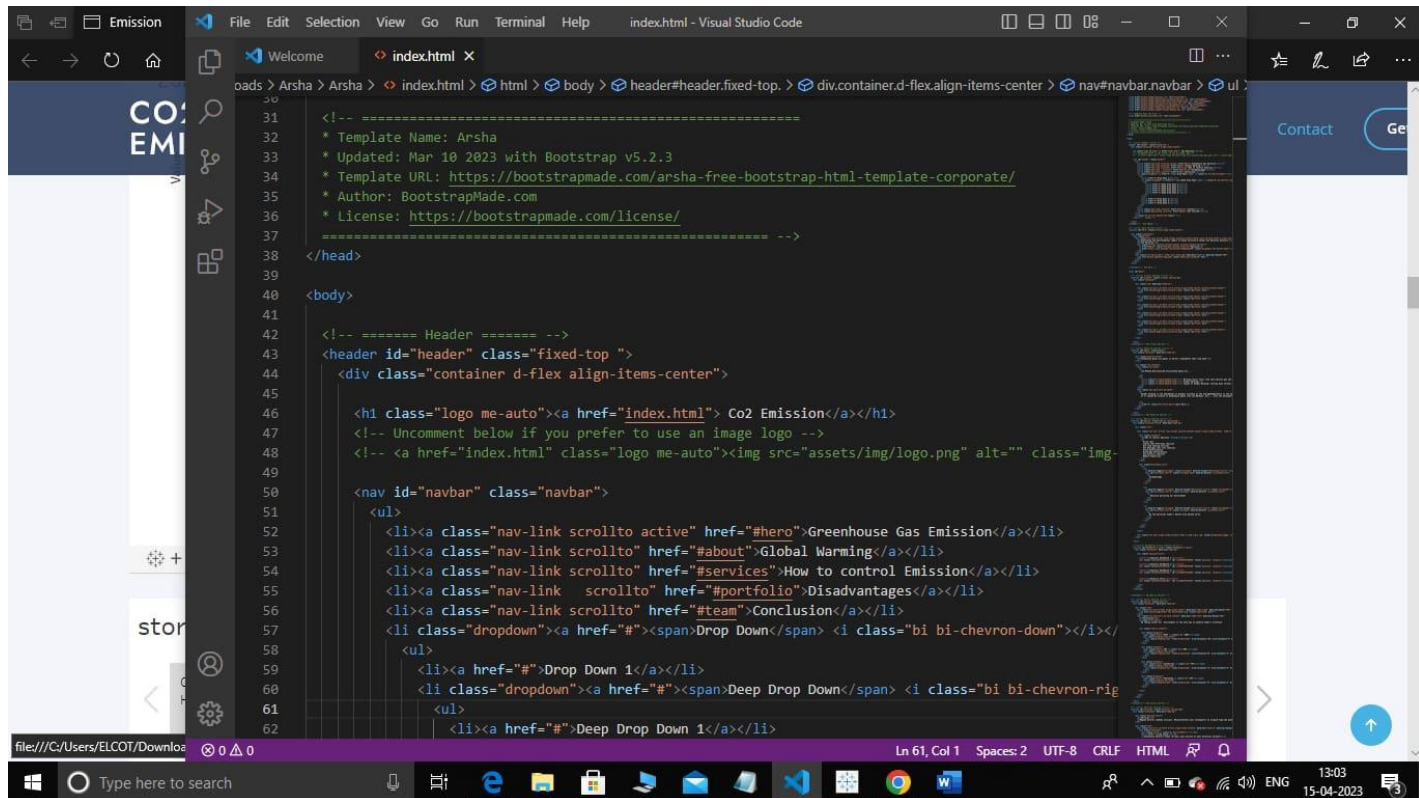 Emission
File Edit Selection View Go Run Terminal Help index.html - Visual Studio Code
Welcome index.html
oads > Arsha > Arsha > index.html > html > body > header#header.fixed-top. > div.container.d-flex.align-items-center > nav#navbar.navbar > ul
CO
EMI
Contact
31 <!-- =======================================================
32 * Template Name: Arsha
33 * Updated: Mar 10 2023 with Bootstrap v5.2.3
34 * Template URL: https://bootstrapmade.com/arsha-free-bootstrap-html-template-corporate/
35 * Author: BootstrapMade.com
36 * License: https://bootstrapmade.com/license/
37 ======================================================== -->
38 </head>
39
40 <body>
41
42 <!-- ======= Header ======= -->
43 <header id="header" class="fixed-top ">
44 <div class="container d-flex align-items-center">
45
46 <h1 class="logo me-auto"><a href="index.html"> Co2 Emission</a></h1>
47 <!-- Uncomment below if you prefer to use an image logo -->
48 <!-- <a href="index.html" class="logo me-auto"><img src="assets/img/logo.png" alt="" class="img-
49
50 <nav id="navbar" class="navbar">
51 <ul>
52 <li><a class="nav-link scrollto active" href="#hero">Greenhouse Gas Emission</a></li>
53 <li><a class="nav-link scrollto" href="#about">Global Warming</a></li>
54 <li><a class="nav-link scrollto" href="#services">How to control Emission</a></li>
55 <li><a class="nav-link   scrollto" href="#portfolio">Disadvantages</a></li>
56 <li><a class="nav-link scrollto" href="#team">Conclusion</a></li>
57 <li class="dropdown"><a href="#"><span>Drop Down</span> <i class="bi bi-chevron-down"></i></
58 <ul>
59 <li><a href="#">Drop Down 1</a></li>
60 <li class="dropdown"><a href="#"><span>Deep Drop Down</span> <i class="bi bi-chevron-rig
61 <ul>
62 <li><a href="#">Deep Drop Down 1</a></li>
stor
file:///C:/Users/ELCOT/Downloa
0 0 Ln 61, Col 1 Spaces: 2 UTF-8 CRLF HTML
Type here to search
ENG 13:03
15-04-2023
3